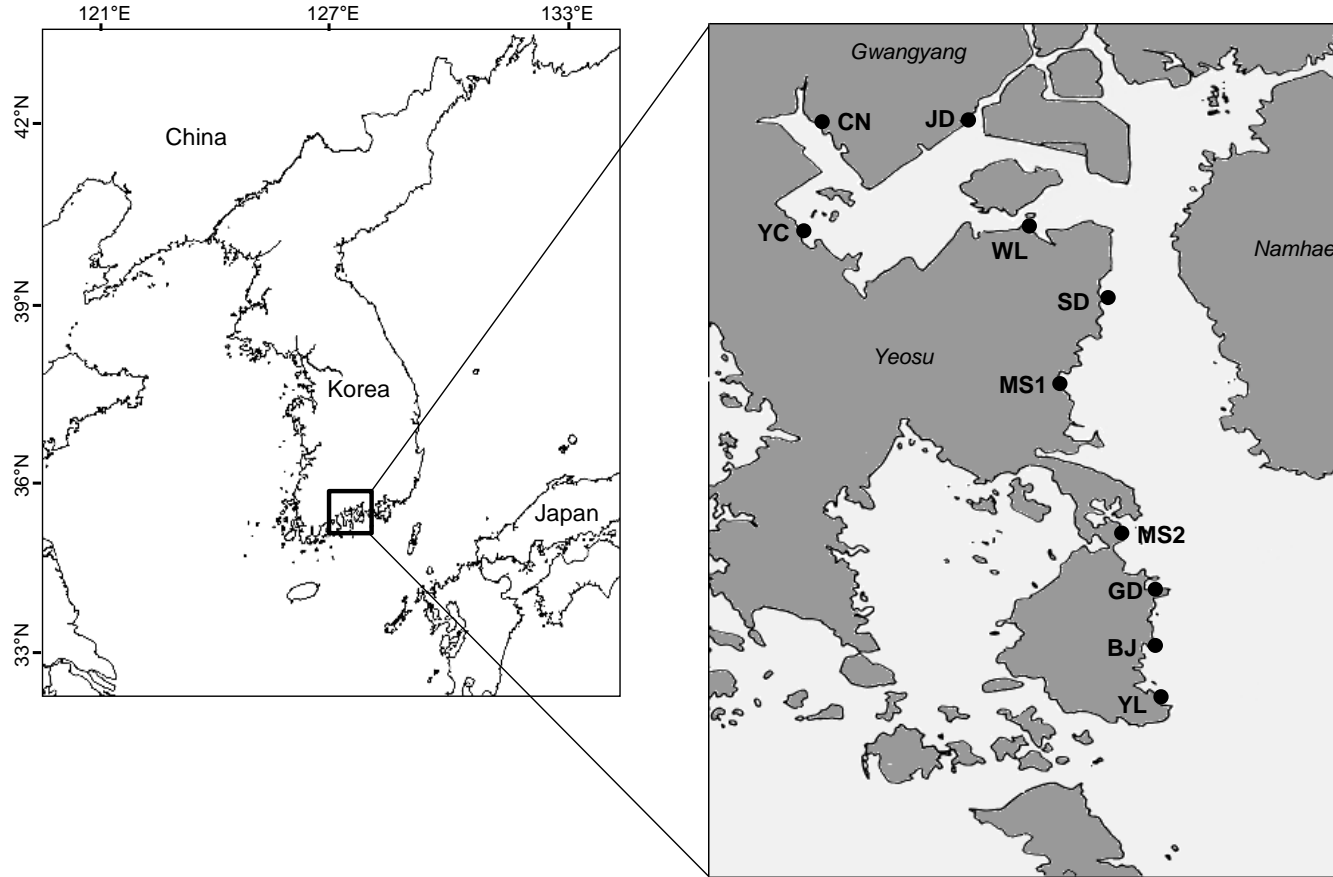 121°E
127°E
133°E
42°N
39°N
36°N
33°N
China
Korea
Japan
Gwangyang
CN
JD
YC
WL
Namhae
SD
Yeosu
MS1
MS2
GD
BJ
YL